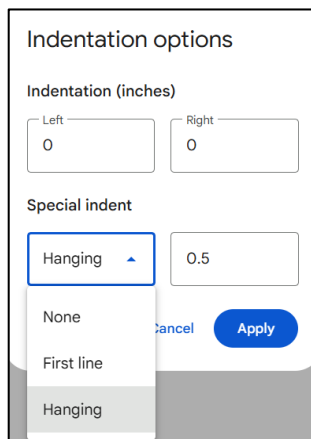 Indentation options
Indentation (inches)
Left Right
0 0
Special indent
Hanging 0.5
None
Cancel Apply
First line
Hanging